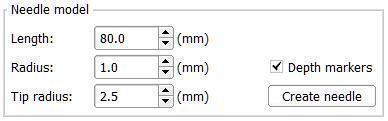 Needle model
Length: 80.0 (mm)
Radius: 1.0 (mm) Depth markers
Tip radius: 2.5 (mm) Create needle